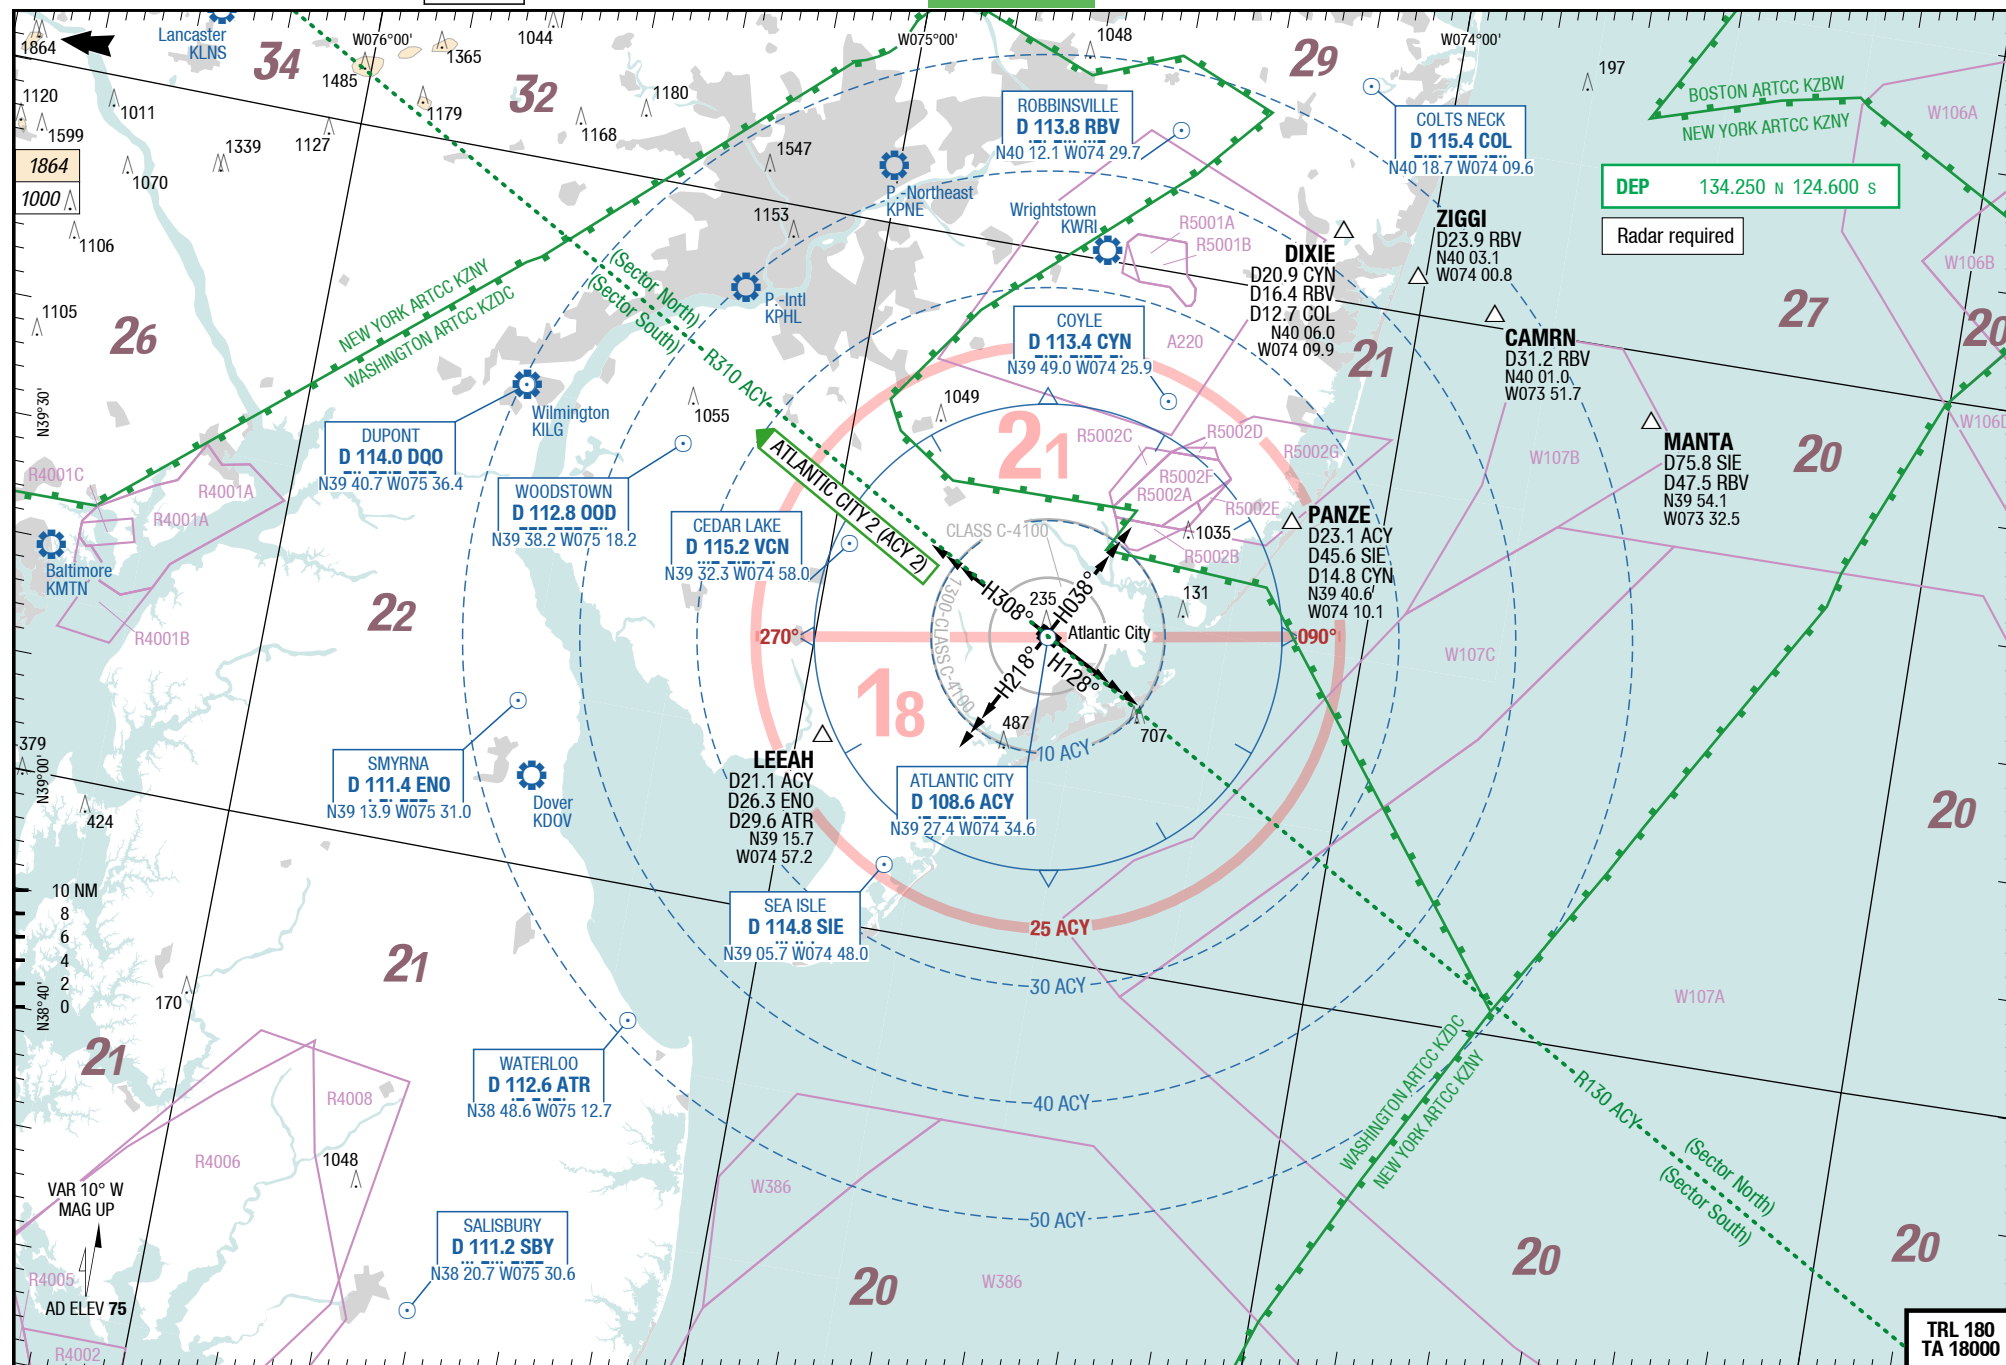 1864
Lancaster
KLNS
34
W076°00'
1485
1365
1044
32
1179
1168
1180
1547
W075°00'
1048
29
W074°00'
197
BOSTON ARTCC KZBW
NEW YORK ARTCC KZNY
W106A
1120
1599
1011
1339
1127
1864
1000
1070
1106
1105
26
1153
P.-Northeast
KPNE
ROBBINSVILLE
D 113.8 RBV
N40 12.1 W074 29.7
COLTS NECK
D 115.4 COL
N40 18.7 W074 09.6
DEP 134.250 N 124.600 S
Radar required
Wrightstown
KWRI
R5001A
R5001B
DIXIE
D20.9 CYN
D16.4 RBV
D12.7 COL
N40 06.0
W074 09.9
ZIGGI
D23.9 RBV
N40 03.1
W074 00.8
W106B
27
20
NEW YORK ARTCC KZNY
WASHINGTON ARTCC KZDC
(Sector North)
(Sector South)
P.-Intl
KPHL
R310 ACY
COYLE
D 113.4 CYN
N39 49.0 W074 25.9
A220
21
CAMRN
D31.2 RBV
N40 01.0
W073 51.7
N39°30'
Wilmington
KILG
1055
1049
21
DUPONT
D 114.0 DQO
N39 40.7 W075 36.4
ATLANTIC CITY 2 (ACY 2)
R5002C
R5002D
R5002G
R5002F
R5002A
R5002E
R5002B
W107B
MANTA
D75.8 SIE
D47.5 RBV
N39 54.1
W073 32.5
20
W106D
R4001C
R4001A
R4001A
R4001B
WOODSTOWN
D 112.8 OOD
N39 38.2 W075 18.2
CEDAR LAKE
D 115.2 VCN
N39 32.3 W074 58.0
CLASS C-4100
1035
PANZE
D23.1 ACY
D45.6 SIE
D14.8 CYN
N39 40.6
W074 10.1
Baltimore
KMTN
22
1300-CLASS C-4100
H308°
H038°
235
131
270°
Atlantic City
090°
H218°
H128°
W107C
18
487
707
10 ACY
379
N39°00'
424
SMYRNA
D 111.4 ENO
N39 13.9 W075 31.0
Dover
KDOV
LEEAH
D21.1 ACY
D26.3 ENO
D29.6 ATR
N39 15.7
W074 57.2
ATLANTIC CITY
D 108.6 ACY
N39 27.4 W074 34.6
20
10 NM
8
6
4
2
0
N38°40'
170
21
21
SEA ISLE
D 114.8 SIE
N39 05.7 W074 48.0
25 ACY
30 ACY
W107A
WATERLOO
D 112.6 ATR
N38 48.6 W075 12.7
40 ACY
WASHINGTON ARTCC KZDC
NEW YORK ARTCC KZNY
R130 ACY
(Sector North)
(Sector South)
R4008
R4006
1048
VAR 10° W
MAG UP
R4005
AD ELEV 75
R4002
SALISBURY
D 111.2 SBY
N38 20.7 W075 30.6
W386
W386
50 ACY
20
20
20
TRL 180
TA 18000